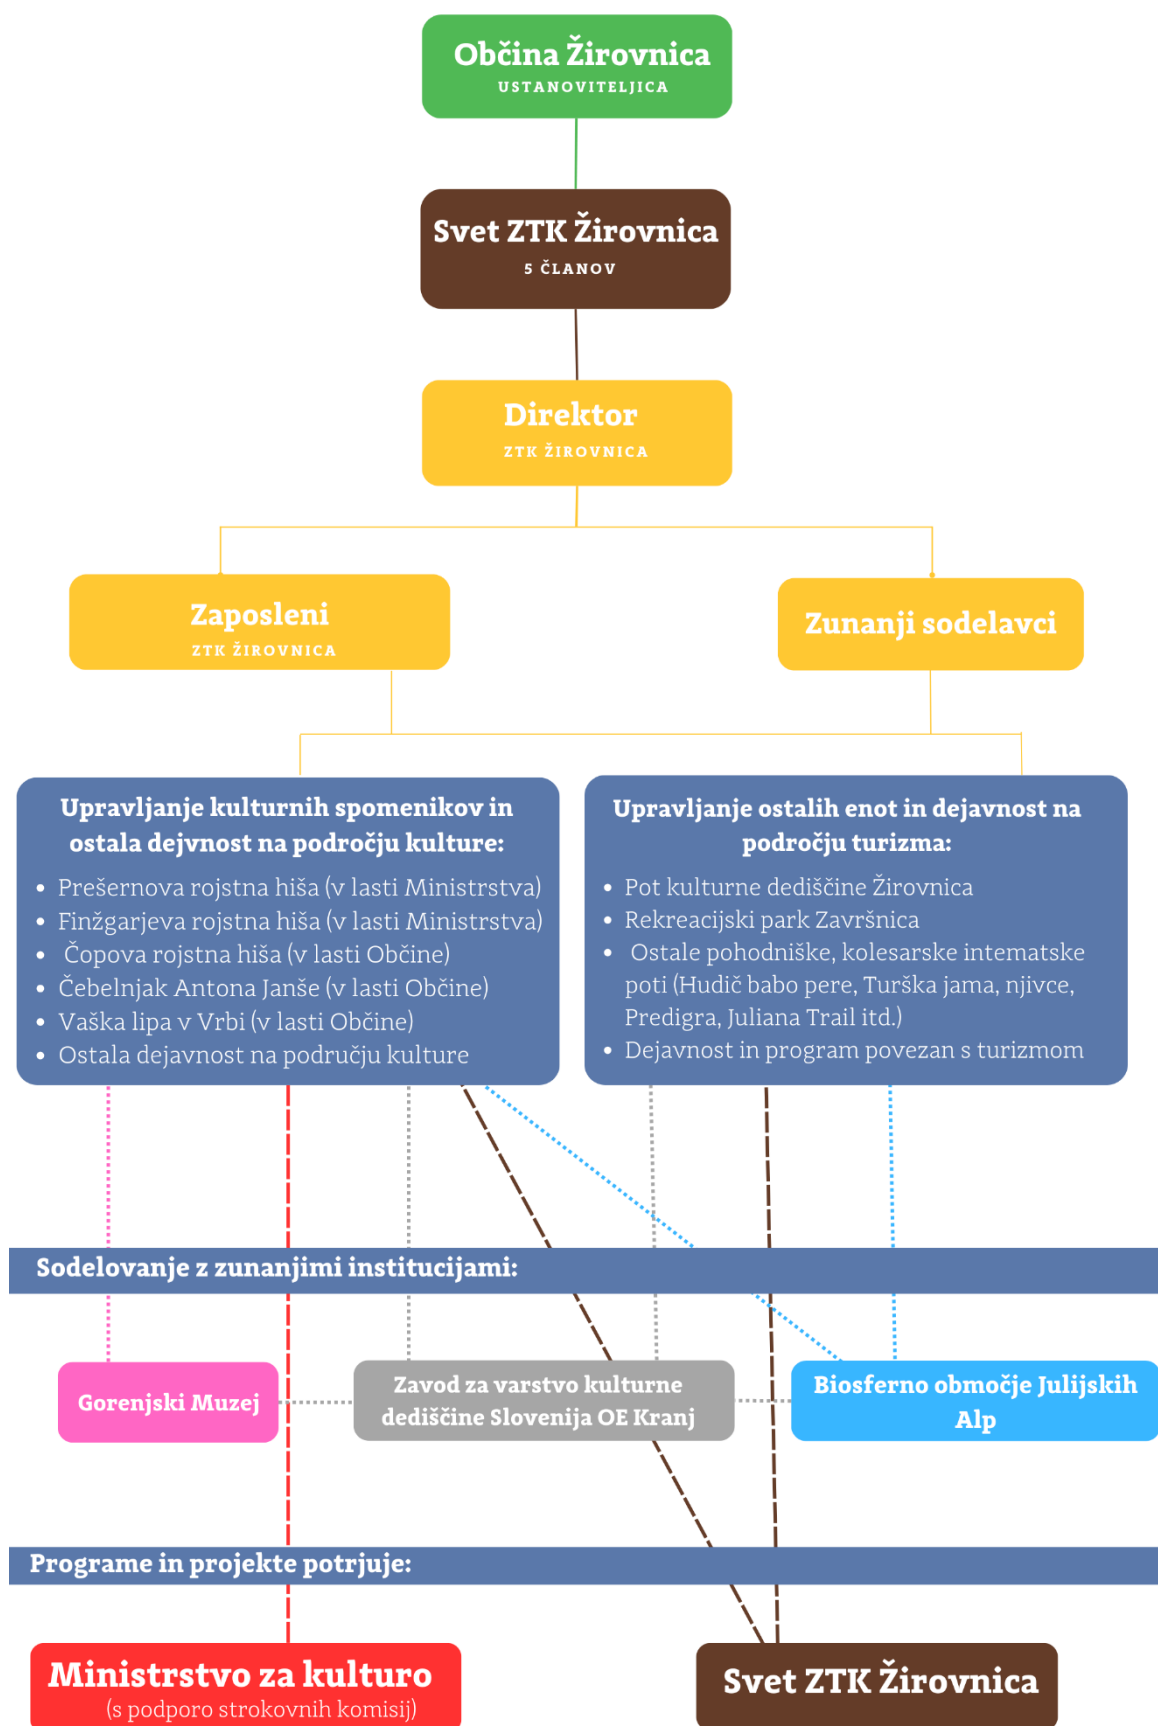 Občina Žirovnica
USTANOVITELJICA
Svet ZTK Žirovnica
5 ČLANOV
Direktor
ZTK ŽIROVNICA
Zaposleni
ZTK ŽIROVNICA
Zunanji sodelavci
Upravljanje kulturnih spomenikov in
ostala dejvnost na področju kulture:
• Prešernova rojstna hiša (v lasti Ministrstva)
• Finžgarjeva rojstna hiša (v lasti Ministrstva)
• Čopova rojstna hiša (v lasti Občine)
• Čebelnjak Antona Janše (v lasti Občine)
• Vaška lipa v Vrbi (v lasti Občine)
• Ostala dejavnost na področju kulture
Upravljanje ostalih enot in dejavnost na
področju turizma:
• Pot kulturne dediščine Žirovnica
• Rekreacijski park Završnica
• Ostale pohodniške, kolesarske intematske
poti (Hudič babo pere, Turška jama, njivce,
Predigra, Juliana Trail itd.)
• Dejavnost in program povezan s turizmom
Sodelovanje z zunanjimi institucijami:
Gorenjski Muzej
Zavod za varstvo kulturne
dediščine Slovenija OE Kranj
Biosferno območje Julijskih
Alp
Programe in projekte potrjuje:
Ministrstvo za kulturo
(s podporo strokovnih komisij)
Svet ZTK Žirovnica